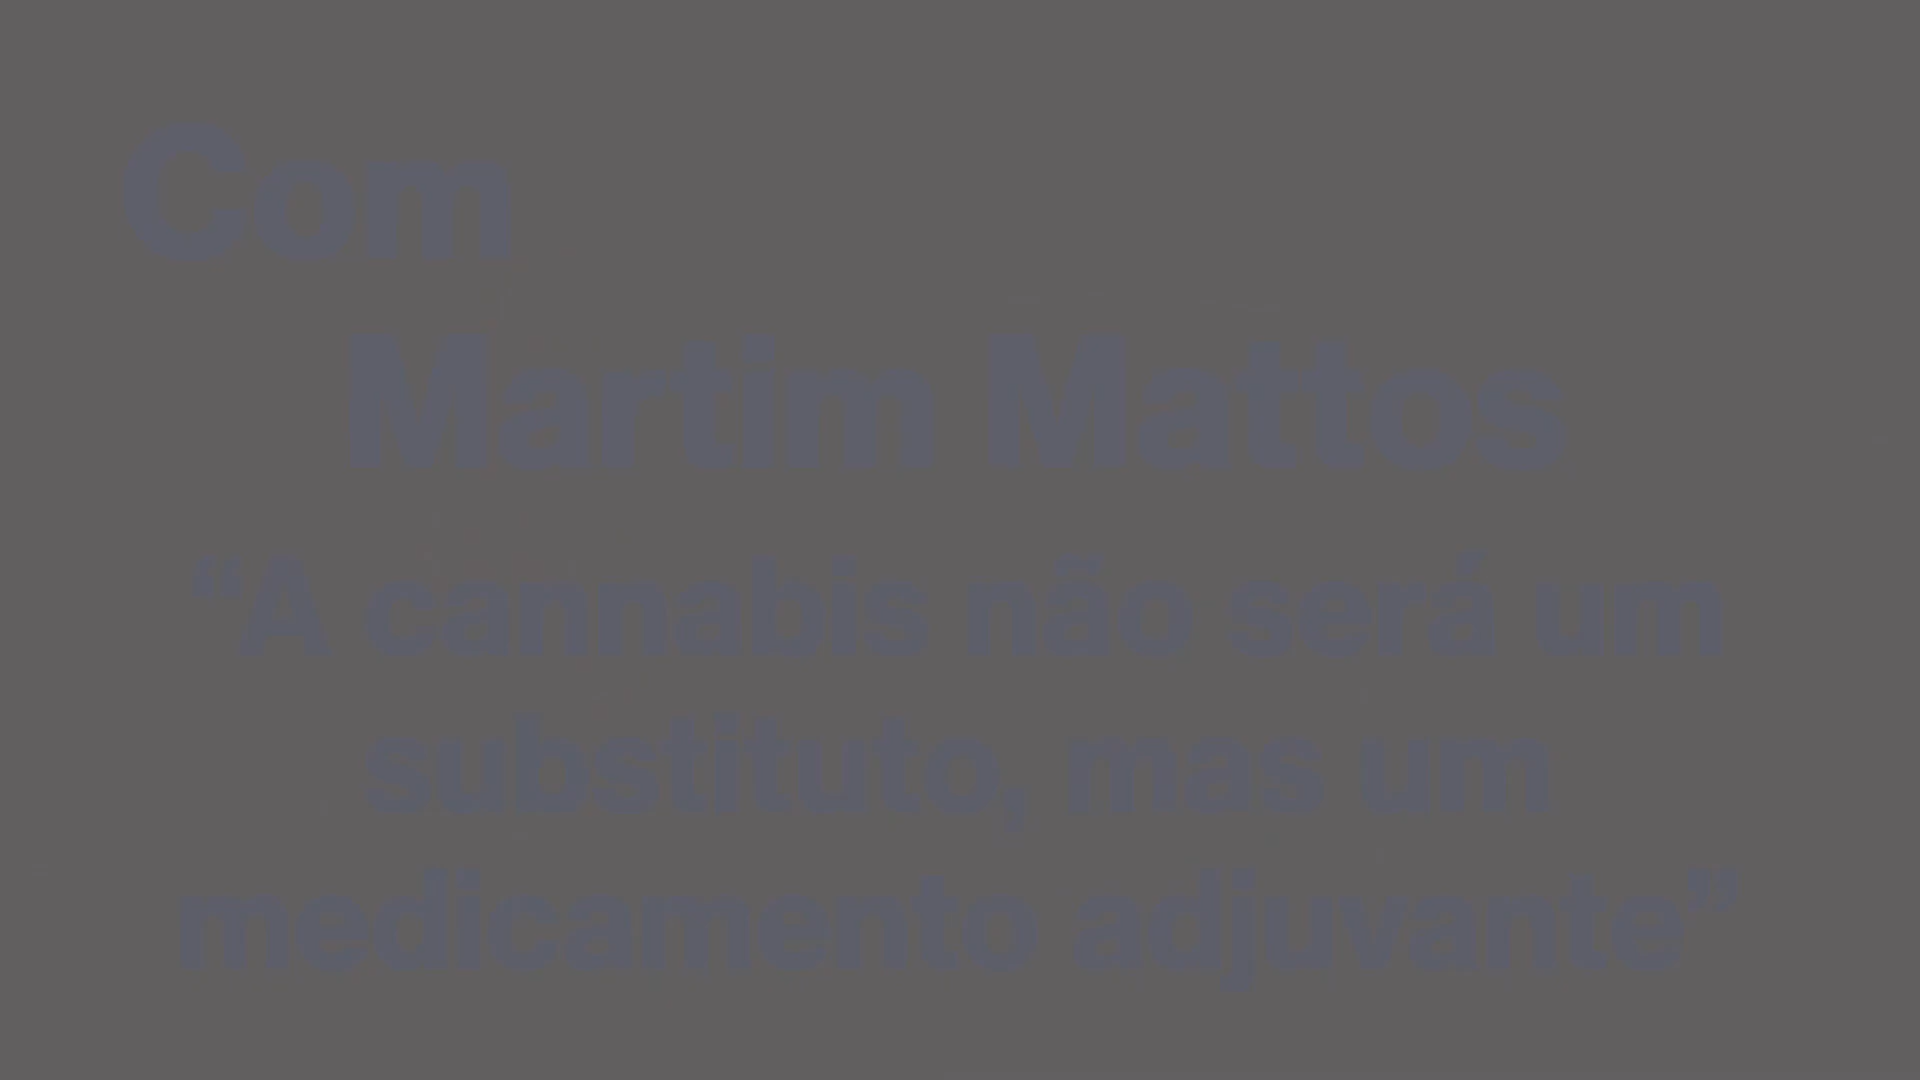 Com
Martim Mattos
“A cannabis não será um
substituto, mas um
medicamento adjuvante”